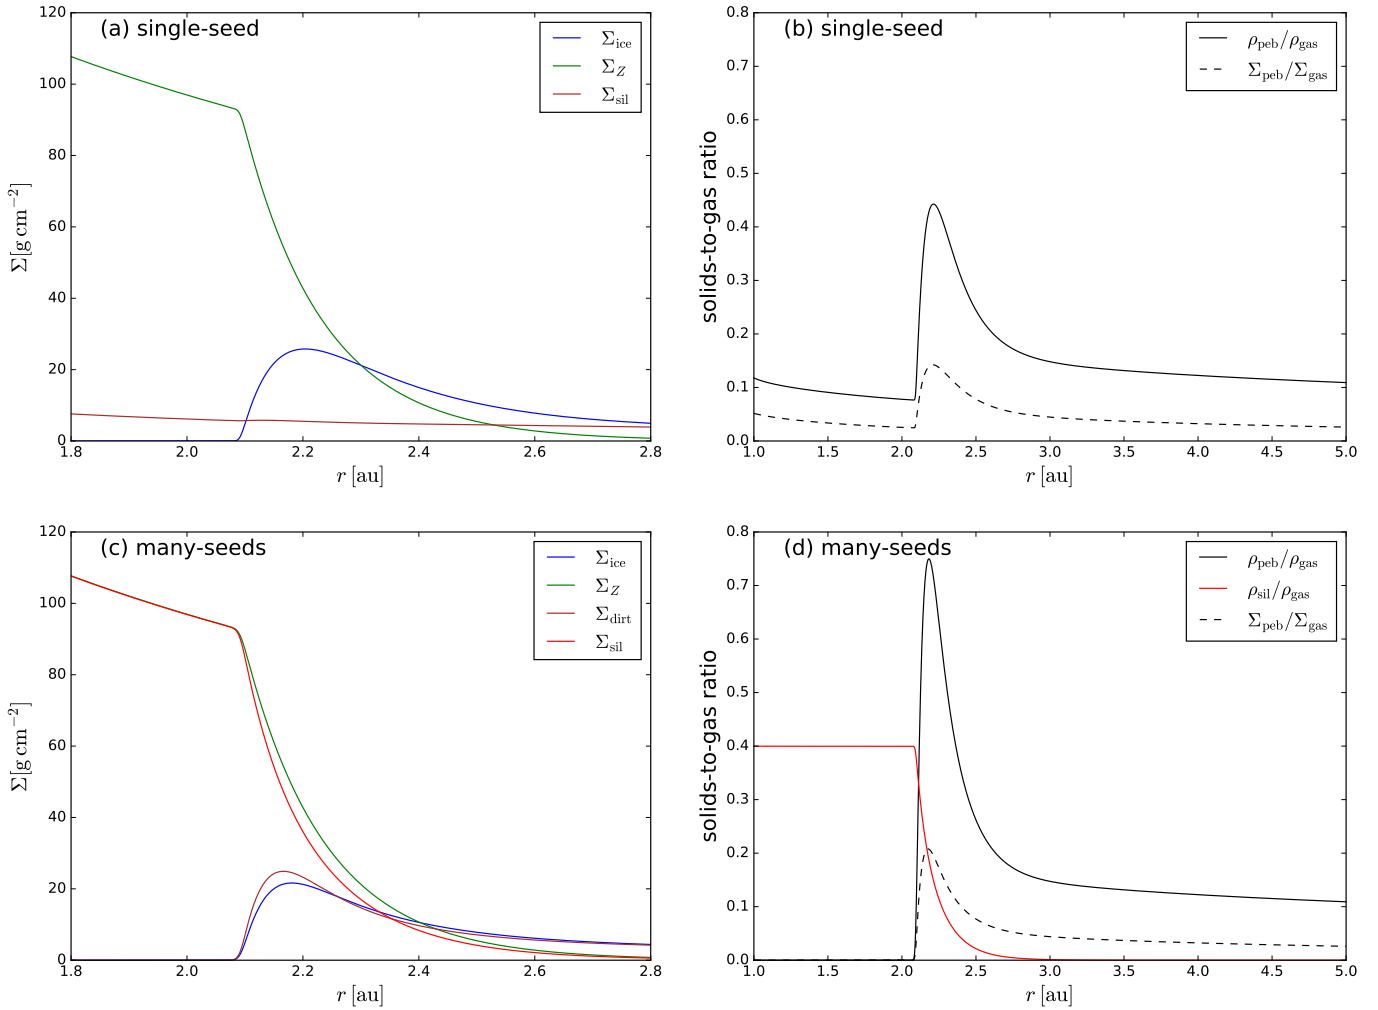 (a) single-seed
Σice
ΣZ
Σsil
120
100
80
60
40
20
0
Σ[g cm−2]
1.8 2.0 2.2 2.4 2.6 2.8
r [au]
(b) single-seed
ρpeb/ρgas
Σpeb/Σgas
0.8
0.7
0.6
0.5
0.4
0.3
0.2
0.1
0.0
solids-to-gas ratio
1.0 1.5 2.0 2.5 3.0 3.5 4.0 4.5 5.0
r [au]
(c) many-seeds
Σice
ΣZ
Σdirt
Σsil
120
100
80
60
40
20
0
Σ[g cm−2]
1.8 2.0 2.2 2.4 2.6 2.8
r [au]
(d) many-seeds
ρpeb/ρgas
ρsil/ρgas
Σpeb/Σgas
0.8
0.7
0.6
0.5
0.4
0.3
0.2
0.1
0.0
solids-to-gas ratio
1.0 1.5 2.0 2.5 3.0 3.5 4.0 4.5 5.0
r [au]